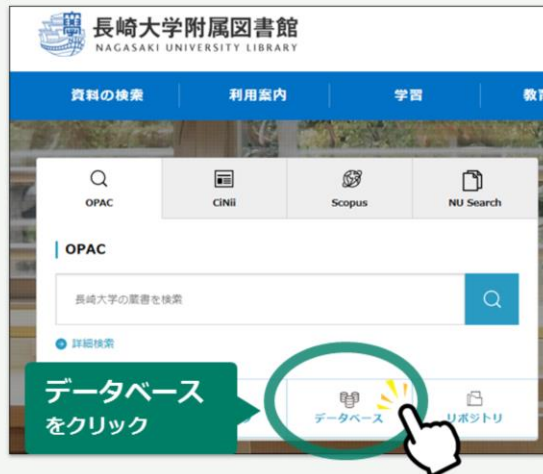 長崎大学附属図書館
NAGASAKI UNIVERSITY LIBRARY
資料の検索
利用案内
学習
OPAC
CiNii
Scopus
NU Search
OPAC
長崎大学の蔵書を検索
詳細検索
データベース
をクリック
データベース
リポジトリ